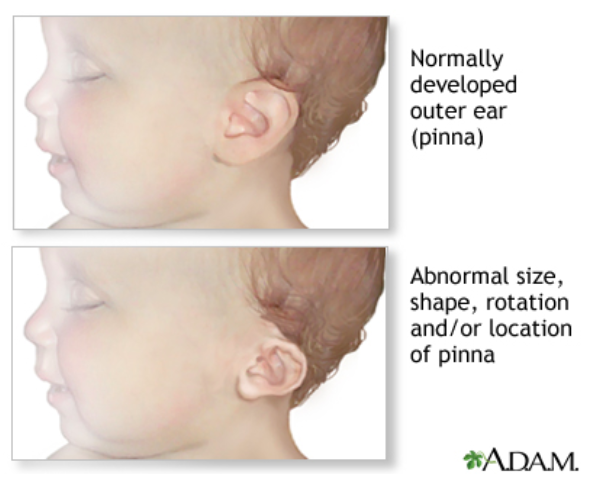 Normally
developed
outer ear
(pinna)
Abnormal size,
shape, rotation
and/or location
of pinna
A.D.A.M.